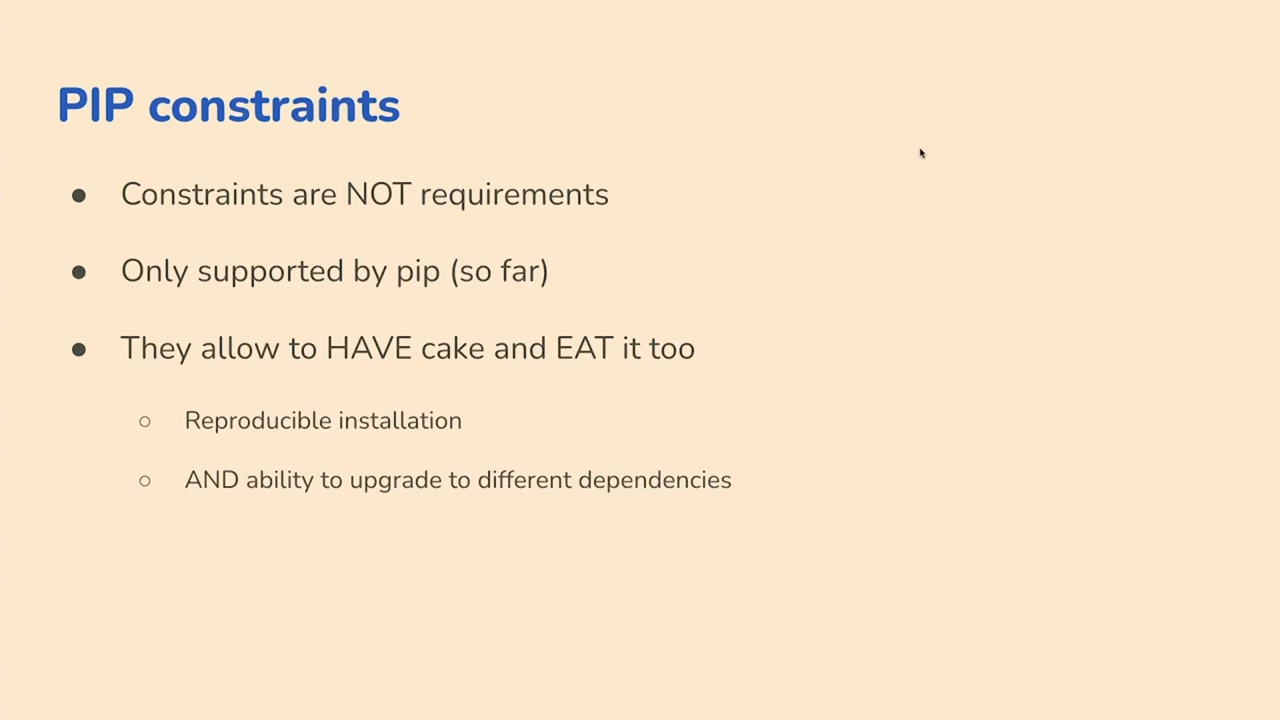 PIP constraints
● Constraints are NOT requirements
● Only supported by pip (so far)
● They allow to HAVE cake and EAT it too
○ Reproducible installation
○ AND ability to upgrade to different dependencies